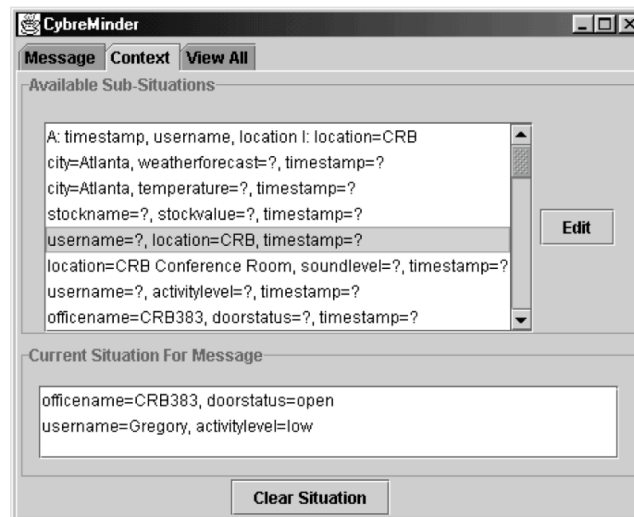 CybreMinder
Message Context View All
Available Sub-Situations
A: timestamp, username, location I: location=CRB
city=Atlanta, weatherforecast=?, timestamp=?
city=Atlanta, temperature=?, timestamp=?
stockname=?, stockvalue=?, timestamp=?
username=?, location=CRB, timestamp=?
location=CRB Conference Room, soundlevel=?, timestamp=?
username=?, activitylevel=?, timestamp=?
officename=CRB383, doorstatus=?, timestamp=?
Edit
Current Situation For Message
officename=CRB383, doorstatus=open
username=Gregory, activitylevel=low
Clear Situation